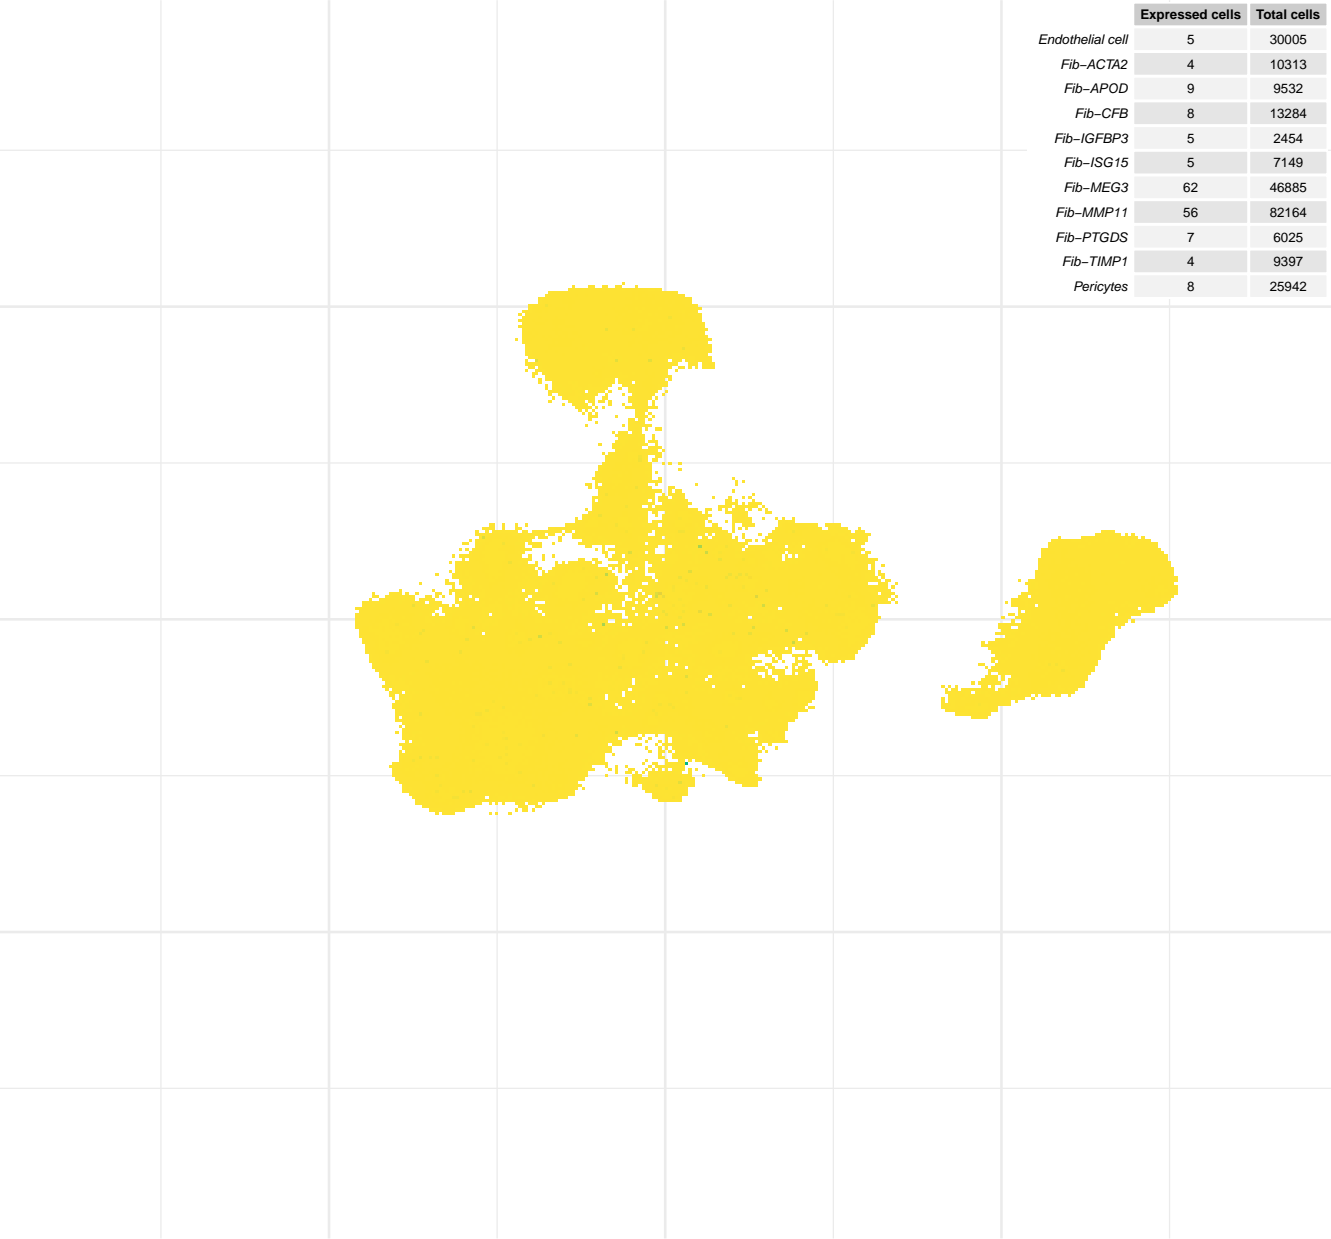 Expressed cells Total cells
Endothelial cell 5 30005
Fib−ACTA2 4 10313
Fib−APOD 9 9532
Fib−CFB 8 13284
Fib−IGFBP3 5 2454
Fib−ISG15 5 7149
Fib−MEG3 62 46885
Fib−MMP11 56 82164
Fib−PTGDS 7 6025
Fib−TIMP1 4 9397
Pericytes 8 25942